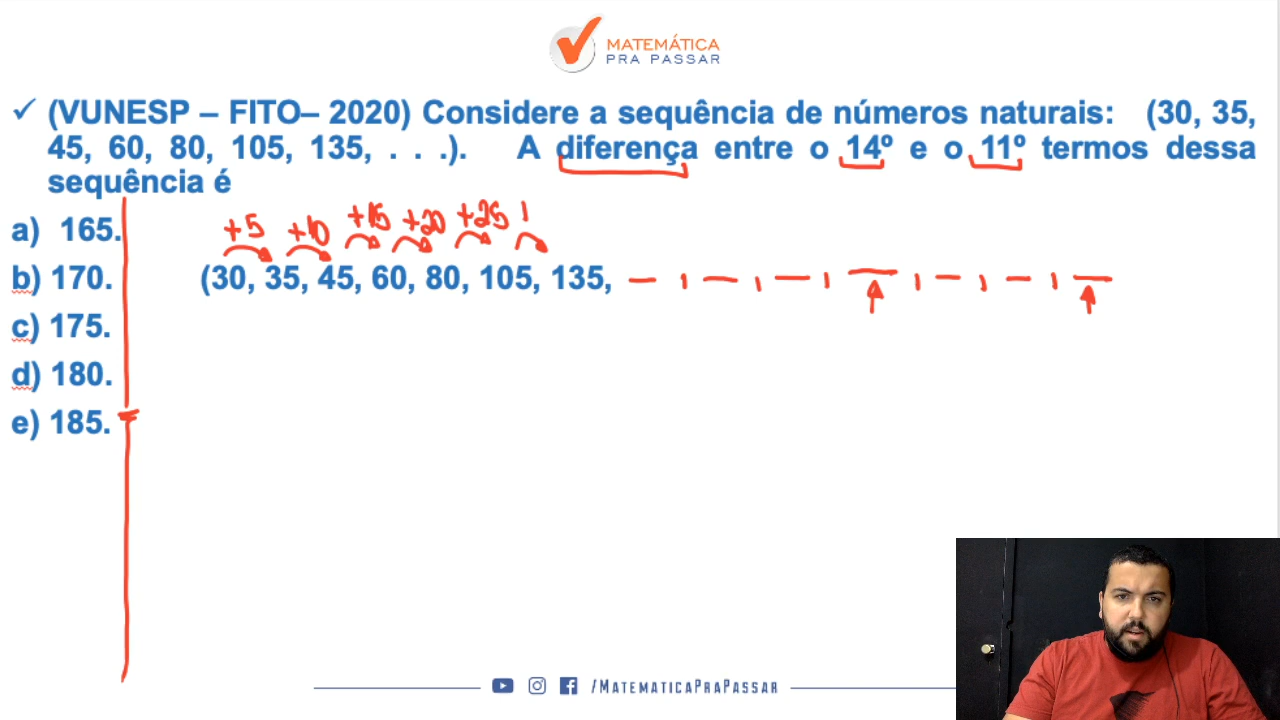 MATEMÁTICA
PRA PASSAR
✓ (VUNESP – FITO– 2020) Considere a sequência de números naturais: (30, 35,
45, 60, 80, 105, 135, . . .). A diferença entre o 14º e o 11º termos dessa
sequência é
a) 165.
b) 170.
c) 175.
d) 180.
e) 185.
+5 +10 +15 +20 +25
(30, 35, 45, 60, 80, 105, 135,
/MATEMATICAPRAPASSAR